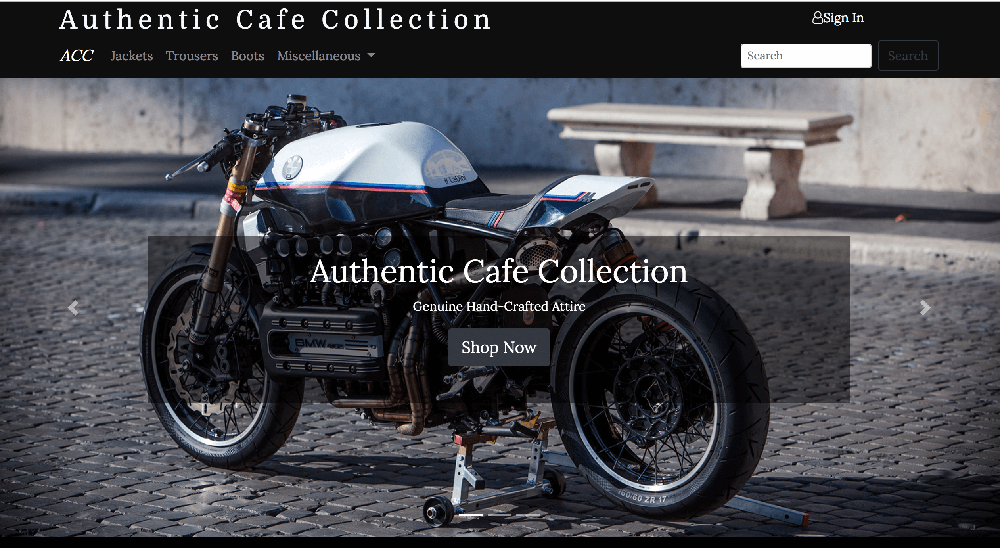 Authentic Cafe Collection
Sign In
ACC Jackets Trousers Boots Miscellaneous
Search Search
Authentic Cafe Collection
Genuine Hand-Crafted Attire
Shop Now
BMW